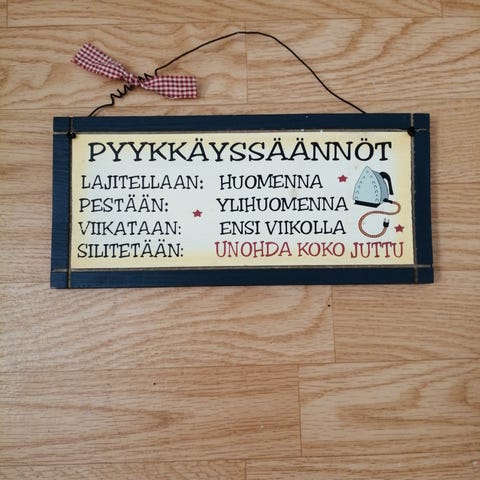 PYYKKÄYSSÄÄNNÖT
LAJITELLAAN: HUOMENNA
PESTÄÄN: YLIHUOMENNA
VIIKATAAN: ENSI VIIKOLLA
SILITETÄÄN: UNOHDA KOKO JUTTU